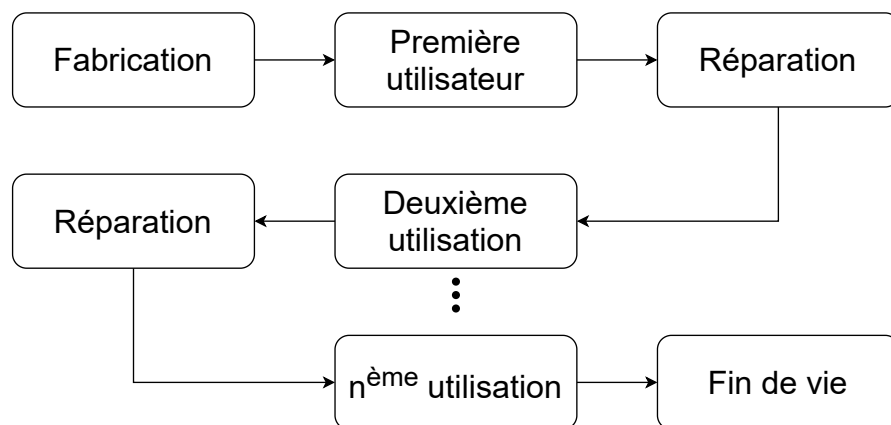 Fabrication
Première
utilisateur
Réparation
Deuxième
utilisation
Réparation
nème utilisation
Fin de vie